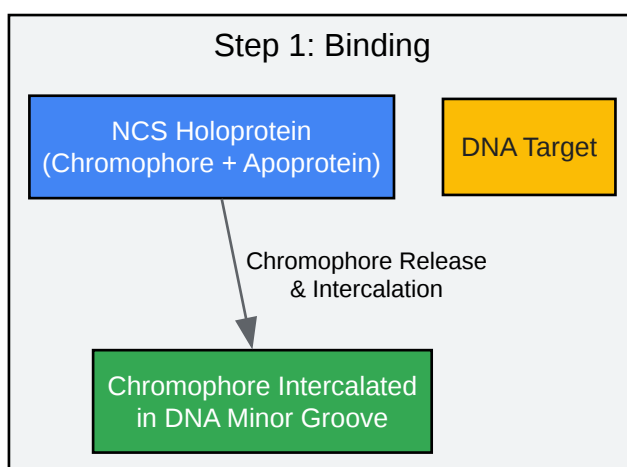 Step 1: Binding
NCS Holoprotein
(Chromophore + Apoprotein)
DNA Target
Chromophore Release
& Intercalation
Chromophore Intercalated
in DNA Minor Groove